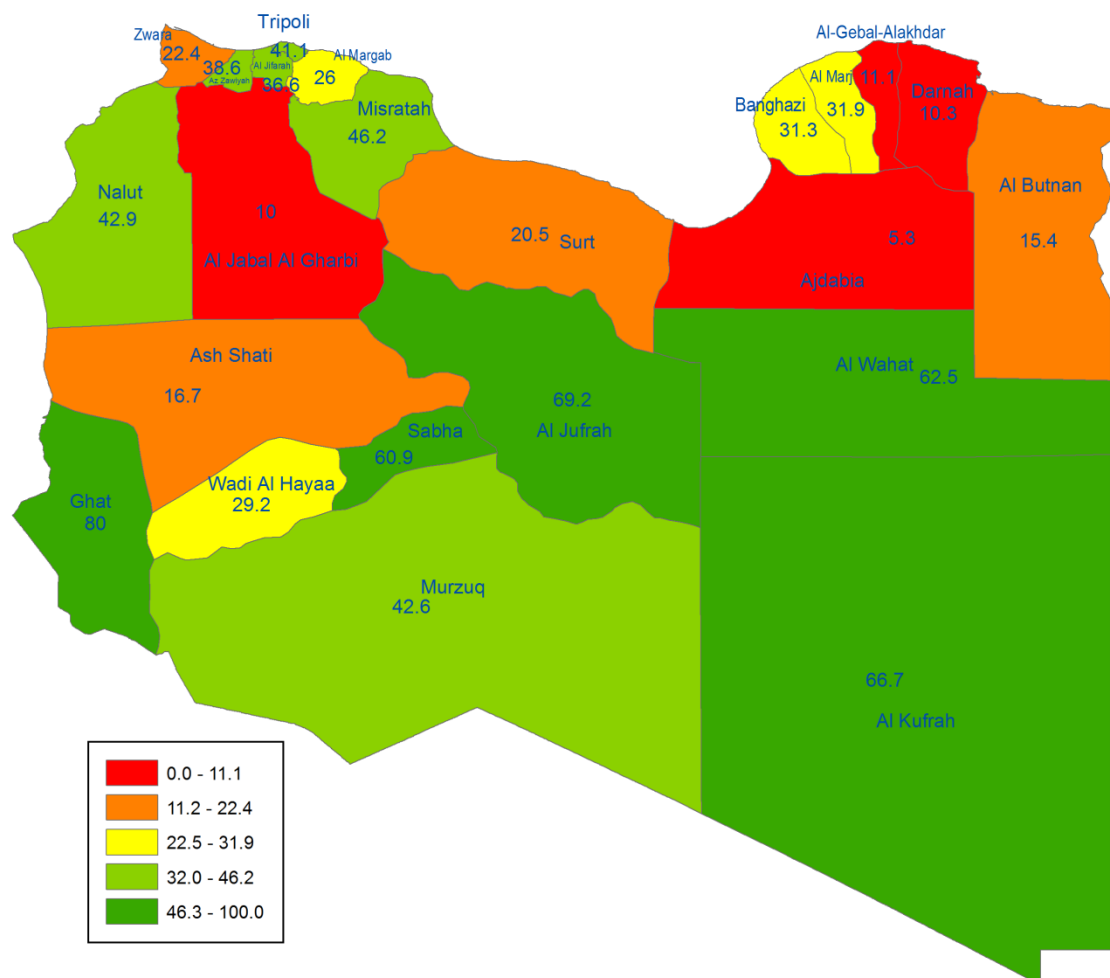 Tripoli
Zwara
22.4
41.1
Al Margab
Al-Gebal-Alakhdar
38.6
Al Jifarah
Az Zawiyah
36.6
26
Al Marj
11.1
Darnah
10.3
Banghazi
31.3
31.9
Misratah
46.2
Nalut
42.9
10
Al Jabal Al Gharbi
20.5 Surt
5.3
Ajdabia
Al Butnan
15.4
Ash Shati
16.7
69.2
Al Jufrah
Al Wahat 62.5
Sabha
60.9
Wadi Al Hayaa
29.2
Ghat
80
Murzuq
42.6
66.7
Al Kufrah
0.0 - 11.1
11.2 - 22.4
22.5 - 31.9
32.0 - 46.2
46.3 - 100.0